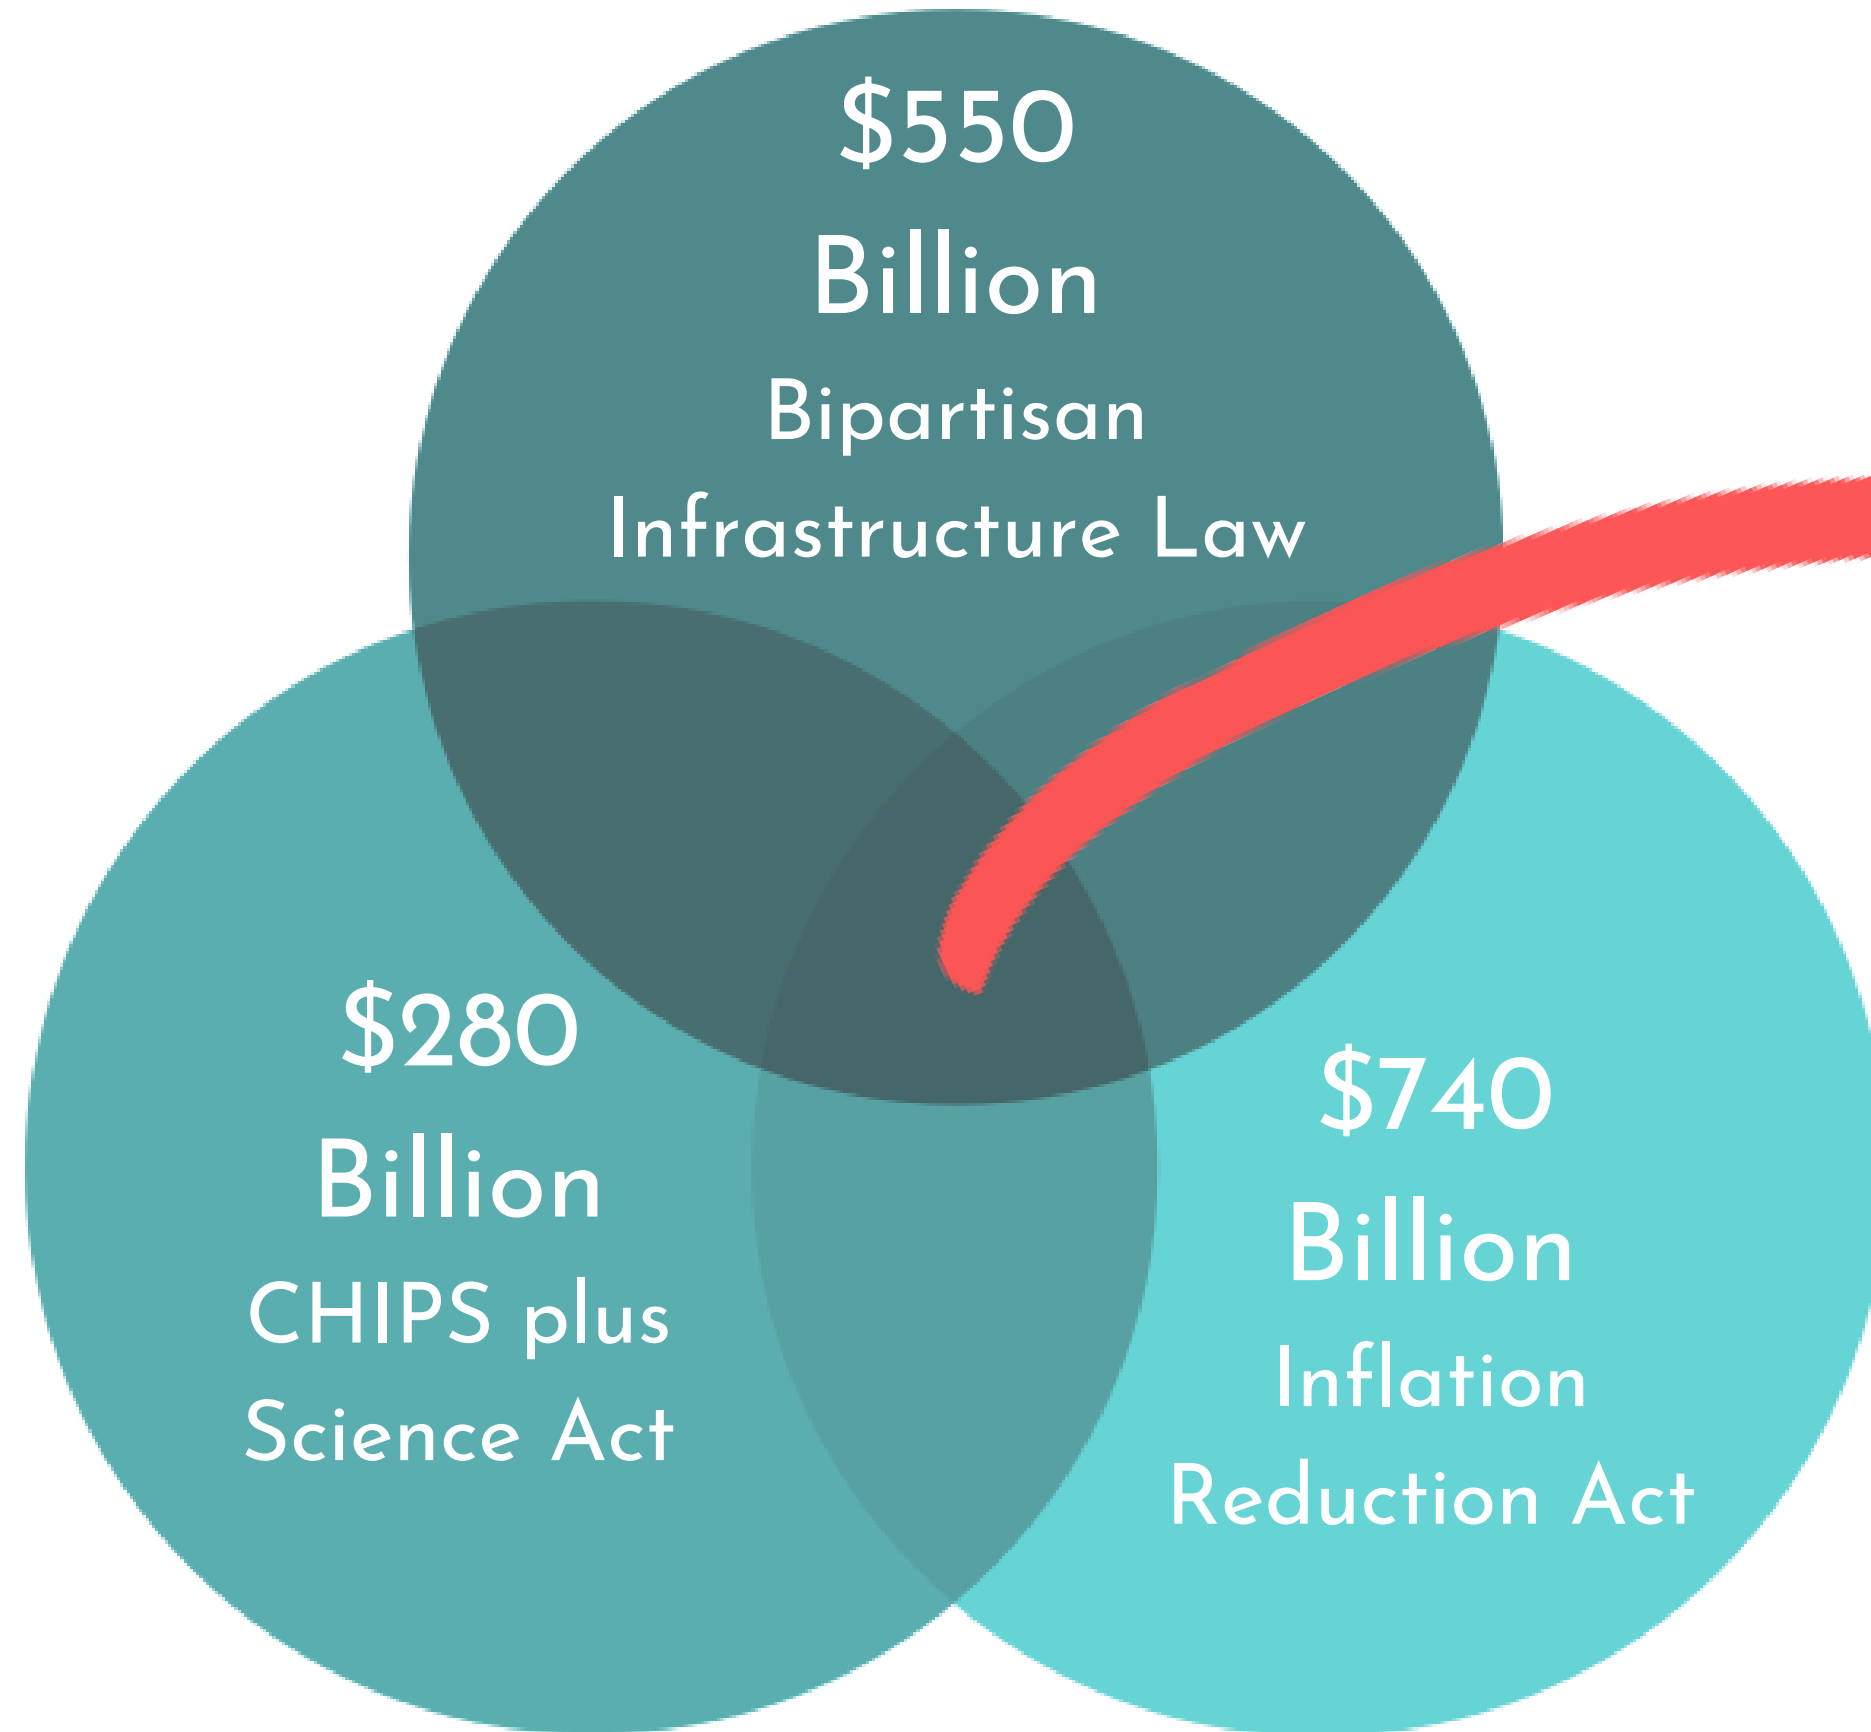 $550
Billion
Bipartisan
Infrastructure Law
$280
Billion
CHIPS plus
Science Act
$740
Billion
Inflation
Reduction Act